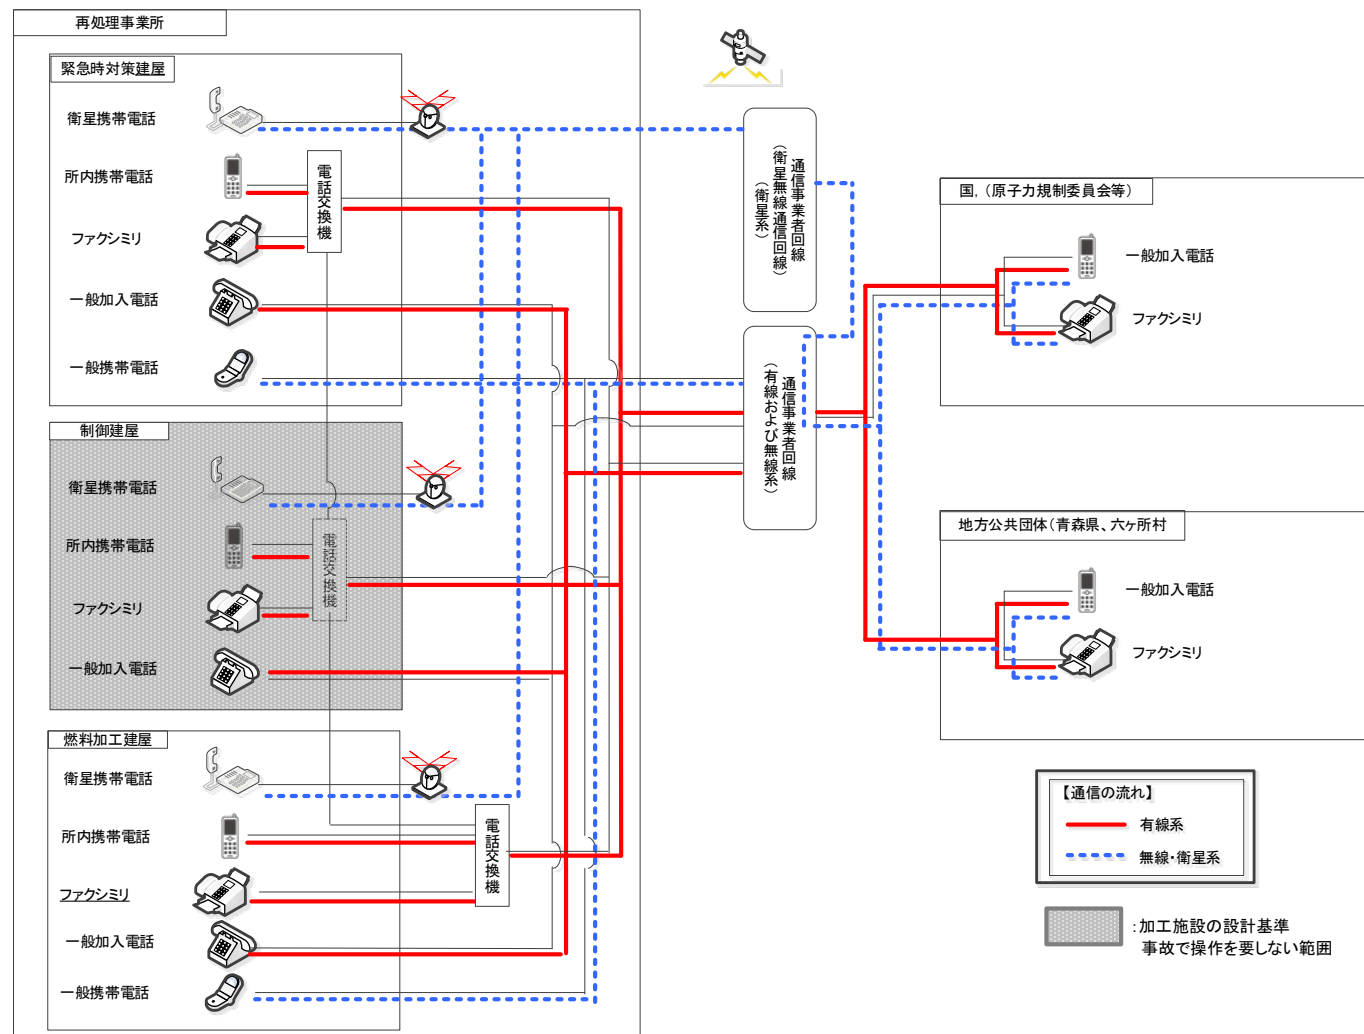 再処理事業所
緊急時対策建屋
衛星携帯電話
所内携帯電話
ファクシミリ
一般加入電話
一般携帯電話
電話交換機
制御建屋
衛星携帯電話
所内携帯電話
ファクシミリ
一般加入電話
電話交換機
燃料加工建屋
衛星携帯電話
所内携帯電話
ファクシミリ
一般加入電話
一般携帯電話
電話交換機
通信事業者回線
(衛星無線通信回線)
(衛星系)
通信事業者回線
(有線および無線系)
国，(原子力規制委員会等)
一般加入電話
ファクシミリ
地方公共団体(青森県、六ヶ所村
一般加入電話
ファクシミリ
【通信の流れ】
有線系
無線・衛星系
:加工施設の設計基準
事故で操作を要しない範囲